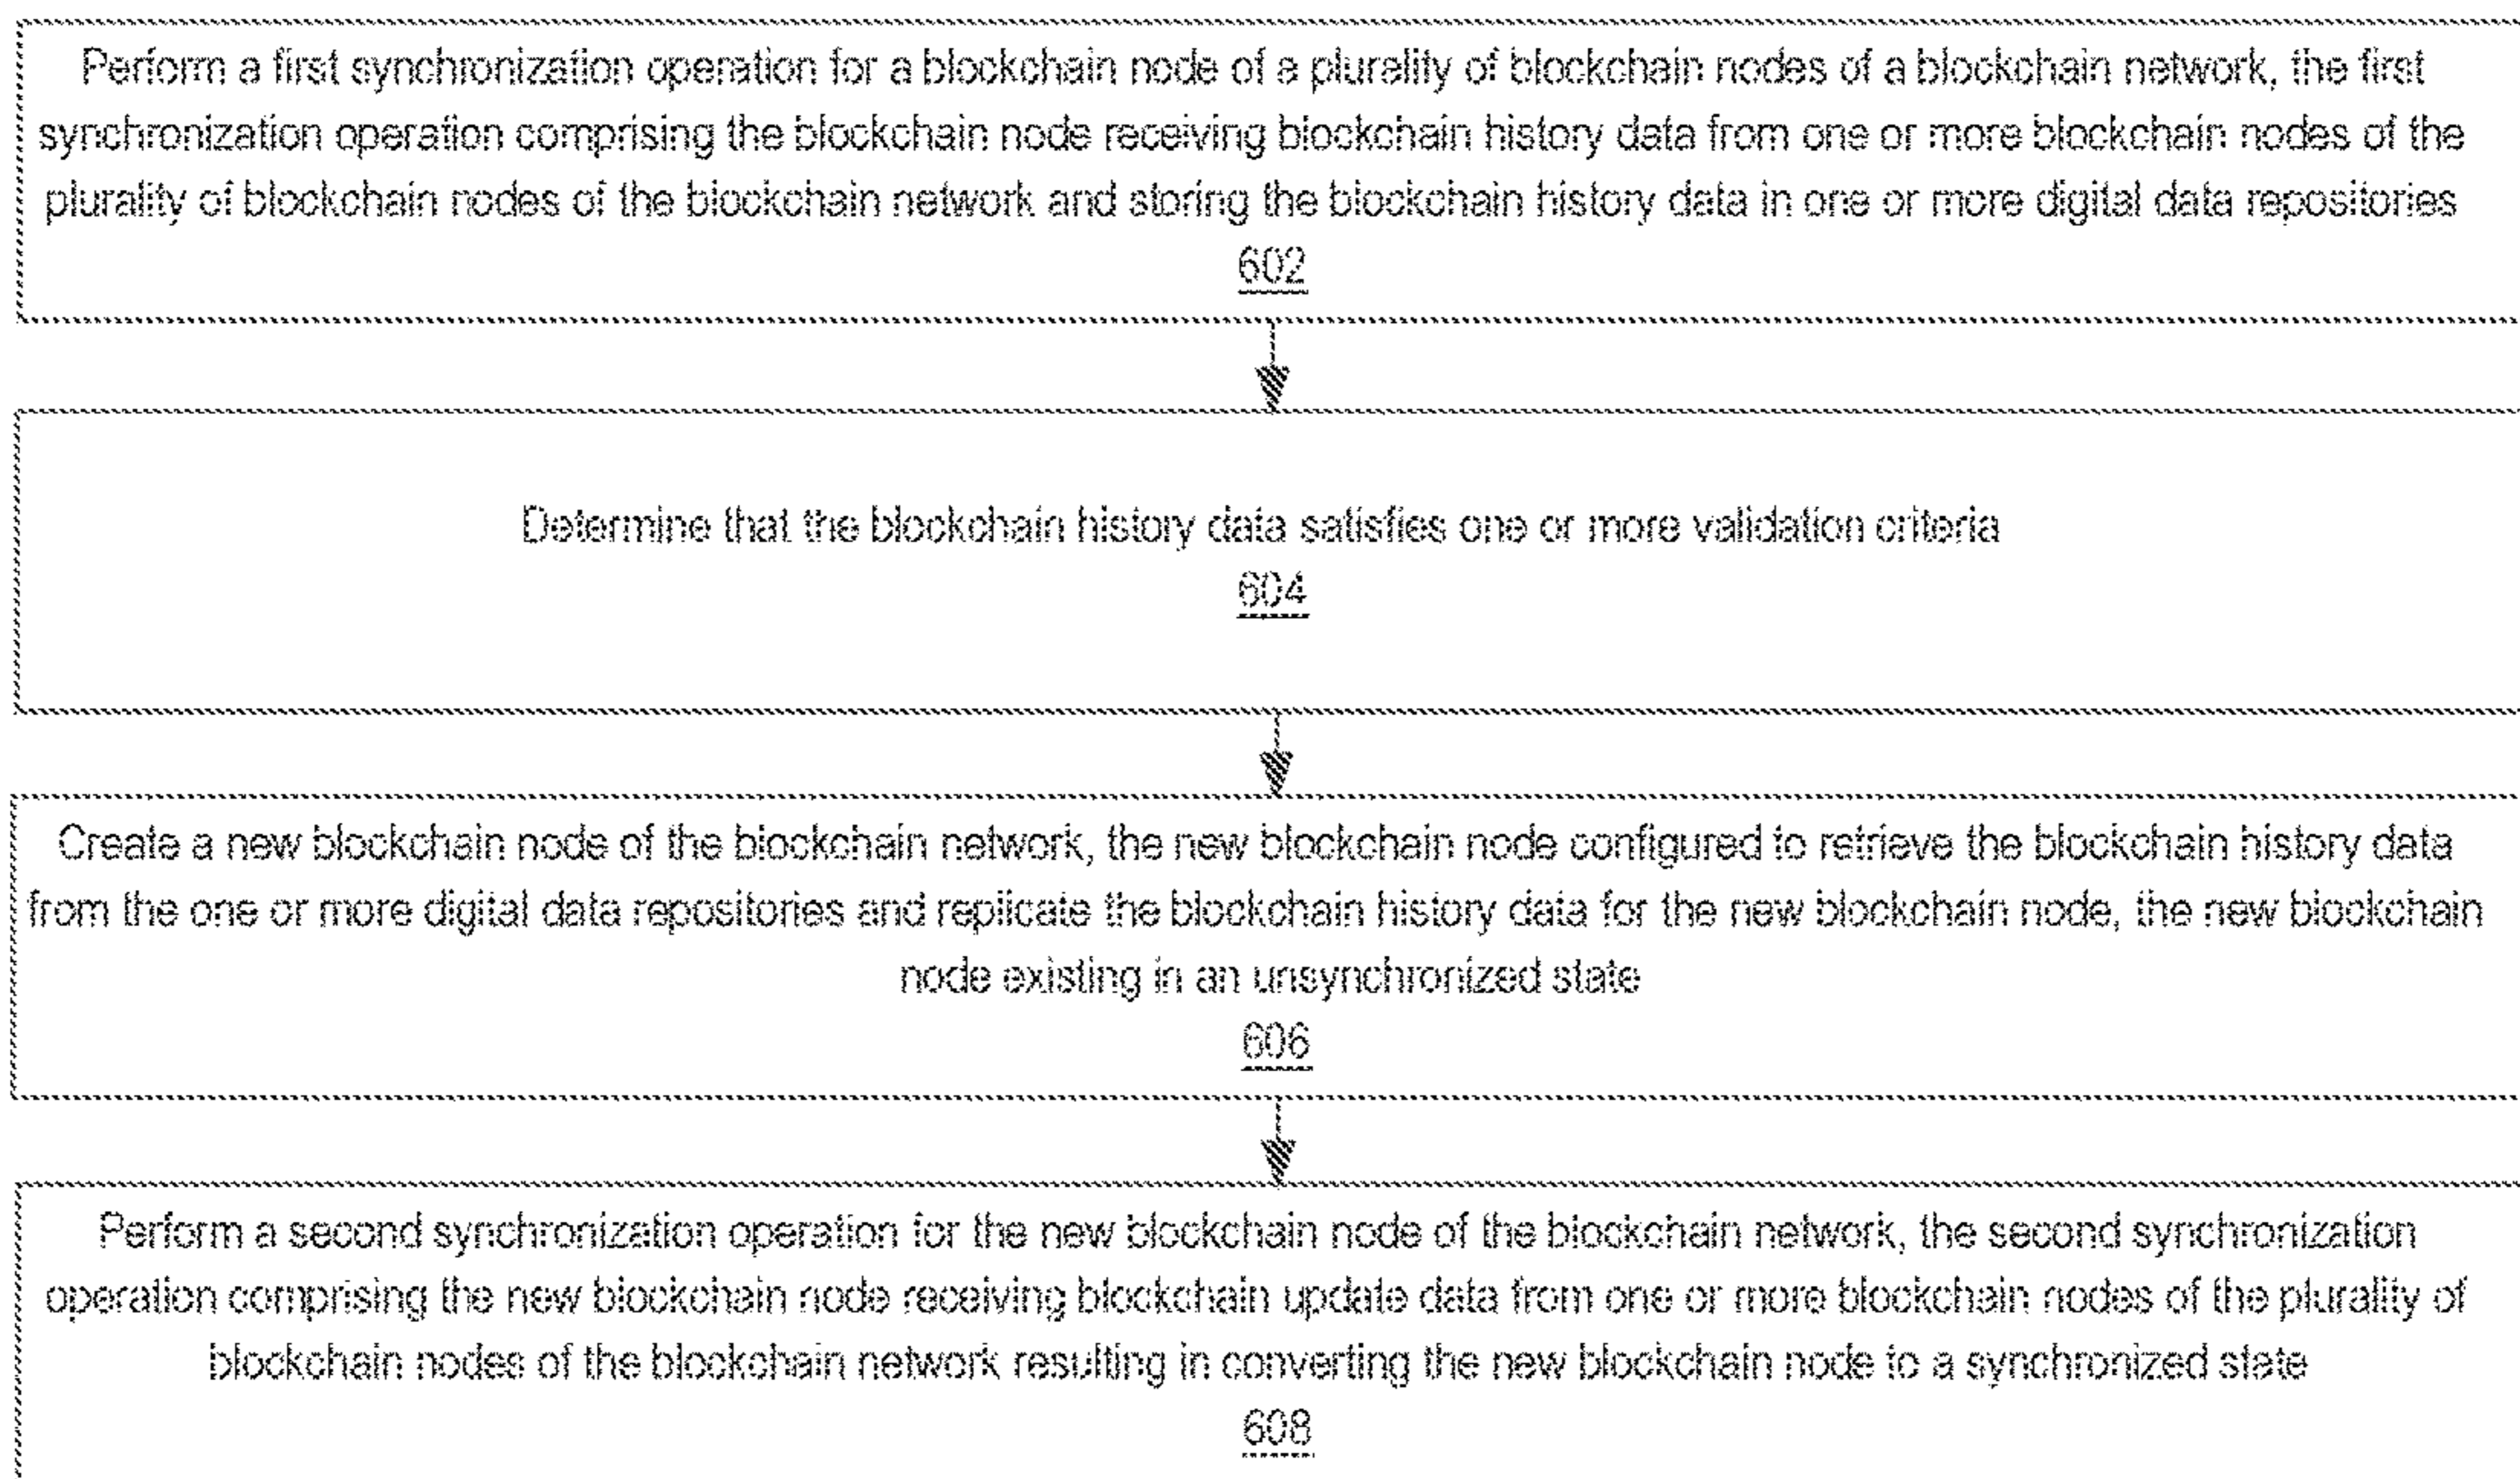 Perform a first synchronization operation for a blockchain node of a plurality of blockchain nodes of a blockchain network, the first
synchronization operation comprising the blockchain node receiving blockchain history data from one or more blockchain nodes of the
plurality of blockchain nodes of the blockchain network and storing the blockchain history data in one or more digital data repositories
602
Determine that the blockchain history data satisfies one or more validation criteria
604
Create a new blockchain node of the blockchain network, the new blockchain node configured to retrieve the blockchain history data
from the one or more digital data repositories and replicate the blockchain history data for the new blockchain node, the new blockchain
node existing in an unsynchronized state
606
Perform a second synchronization operation for the new blockchain node of the blockchain network, the second synchronization
operation comprising the new blockchain node receiving blockchain update data from one or more blockchain nodes of the plurality of
blockchain nodes of the blockchain network resulting in converting the new blockchain node to a synchronized state
608